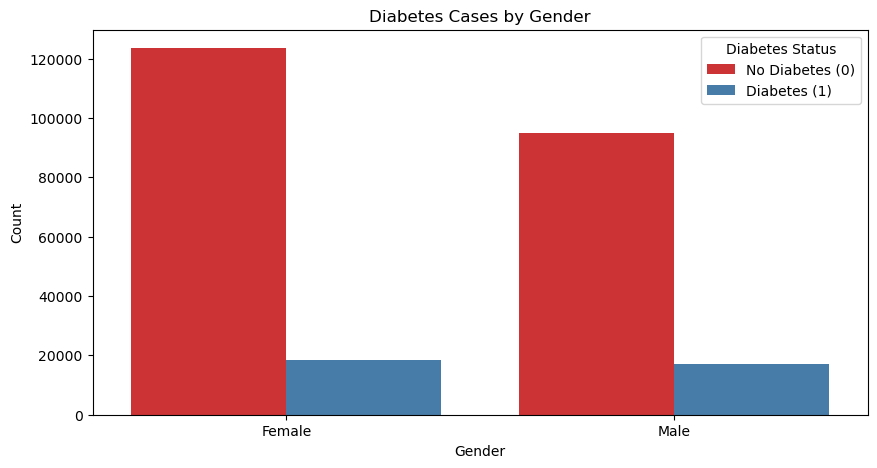 Diabetes Cases by Gender
Diabetes Status
No Diabetes (0)
Diabetes (1)
Count
120000
100000
80000
60000
40000
20000
0
Female
Male
Gender